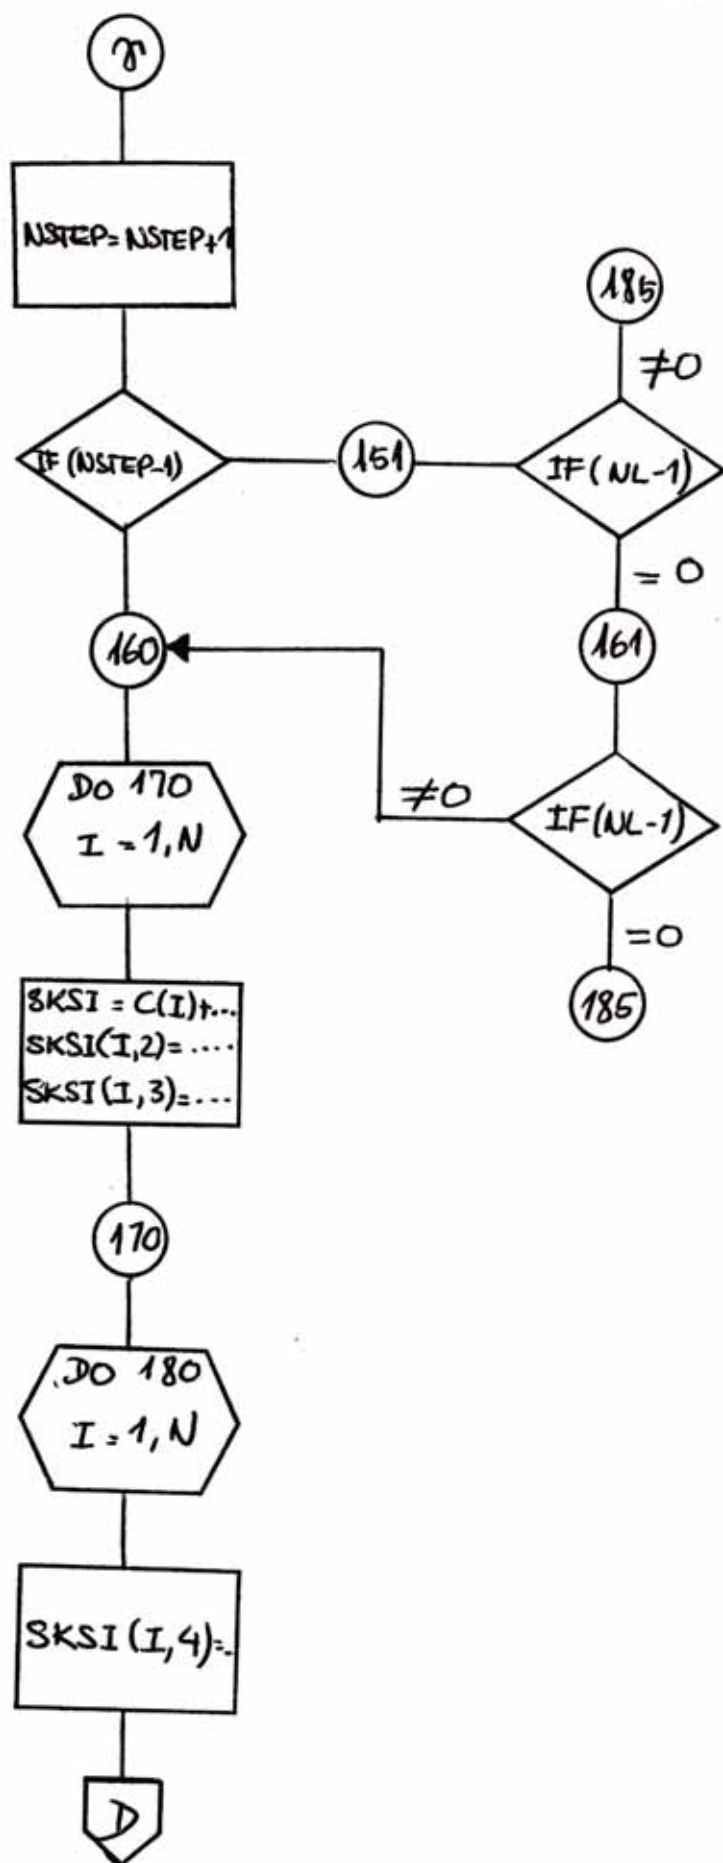 γ
NSTEP=NSTEP+1
IF(NSTEP-1)
151
185
≠0
IF(NL-1)
= 0
161
IF(NL-1)
≠0
=0
185
160
DO 170
I = 1, N
SKSI = C(I)+...
SKSI(I,2)=....
SKSI(I,3)=....
170
DO 180
I = 1, N
SKSI(I,4)=..
D